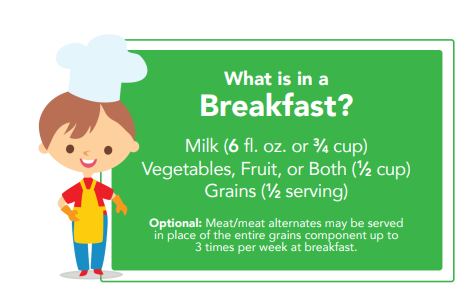 What is in a
Breakfast?
Milk (6 fl. oz. or ¾ cup)
Vegetables, Fruit, or Both (½ cup)
Grains (½ serving)
Optional: Meat/meat alternates may be served
in place of the entire grains component up to
3 times per week at breakfast.